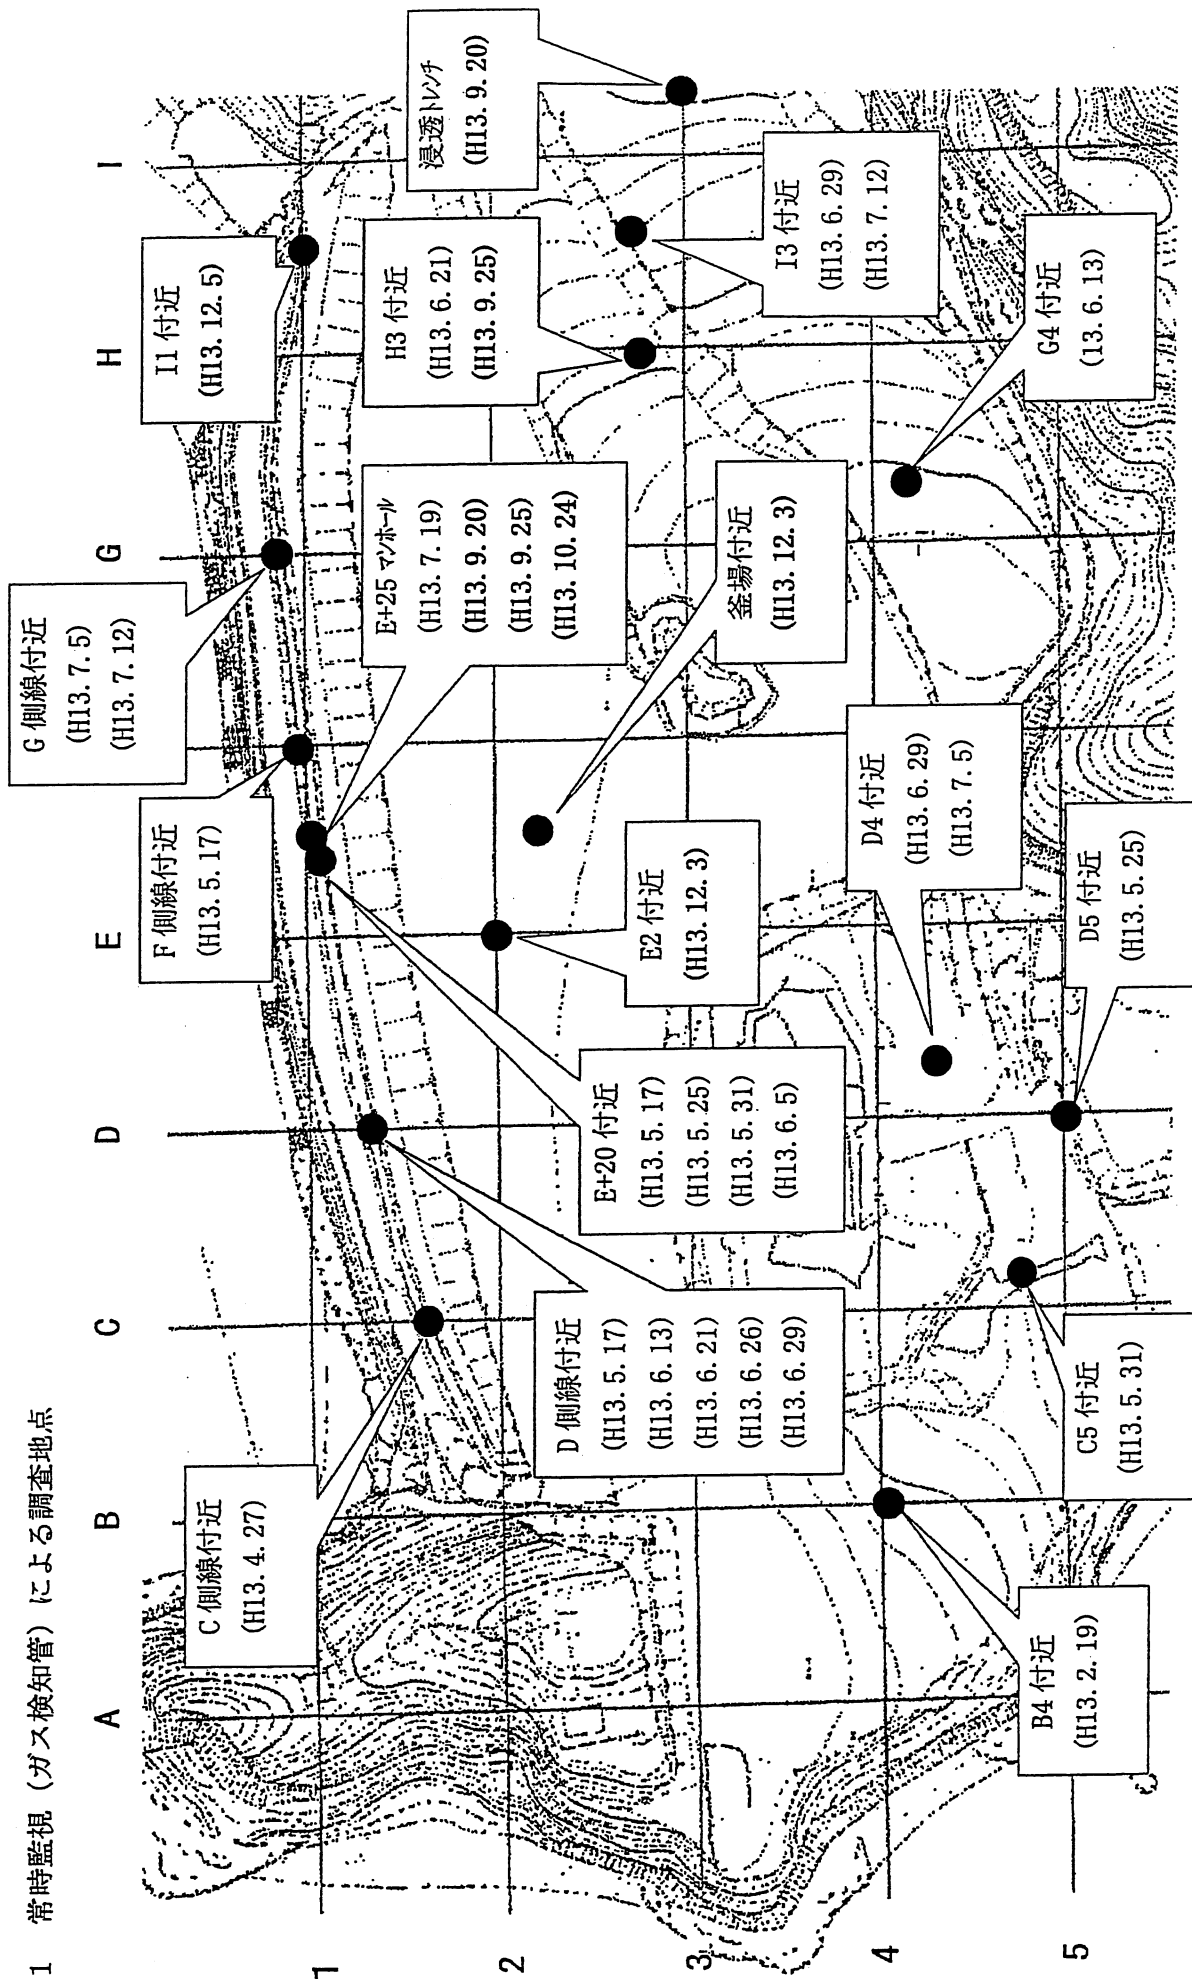 1 常時監視（ガス検知管）による調査地点
A
B
C
D
E
G
H
I
1
2
3
4
5
G 側線付近
(H13. 7. 5)
(H13. 7. 12)
F 側線付近
(H13. 5. 17)
C 側線付近
(H13. 4. 27)
I1 付近
(H13. 12. 5)
E+25 マンホール
(H13. 7. 19)
(H13. 9. 20)
(H13. 9. 25)
(H13. 10. 24)
H3 付近
(H13. 6. 21)
(H13. 9. 25)
浸透トレンチ
(H13. 9. 20)
D 側線付近
(H13. 5. 17)
(H13. 6. 13)
(H13. 6. 21)
(H13. 6. 26)
(H13. 6. 29)
E+20 付近
(H13. 5. 17)
(H13. 5. 25)
(H13. 5. 31)
(H13. 6. 5)
E2 付近
(H13. 12. 3)
釜場付近
(H13. 12. 3)
I3 付近
(H13. 6. 29)
(H13. 7. 12)
D4 付近
(H13. 6. 29)
(H13. 7. 5)
G4 付近
(13. 6. 13)
B4 付近
(H13. 2. 19)
C5 付近
(H13. 5. 31)
D5 付近
(H13. 5. 25)